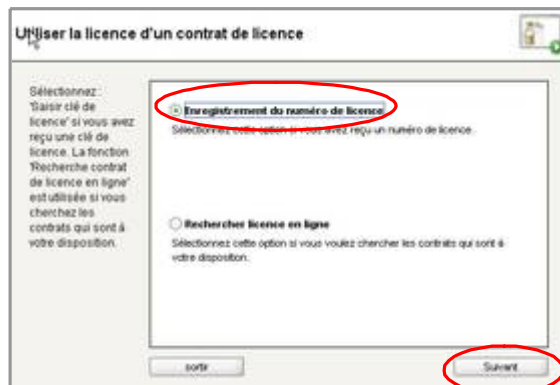 Utiliser la licence d'un contrat de licence
Sélectionnez :
'Saisir clé de
licence' si vous avez
reçu une clé de
licence. La fonction
'Recherche contrat
de licence en ligne'
est utilisée si vous
cherchez les
contrats qui sont à
votre disposition.
Enregistrement du numéro de licence
Sélectionnez cette option si vous avez reçu un numéro de licence.
Rechercher licence en ligne
Sélectionnez cette option si vous voulez chercher les contrats qui sont à
votre disposition.
sortir
Suivant